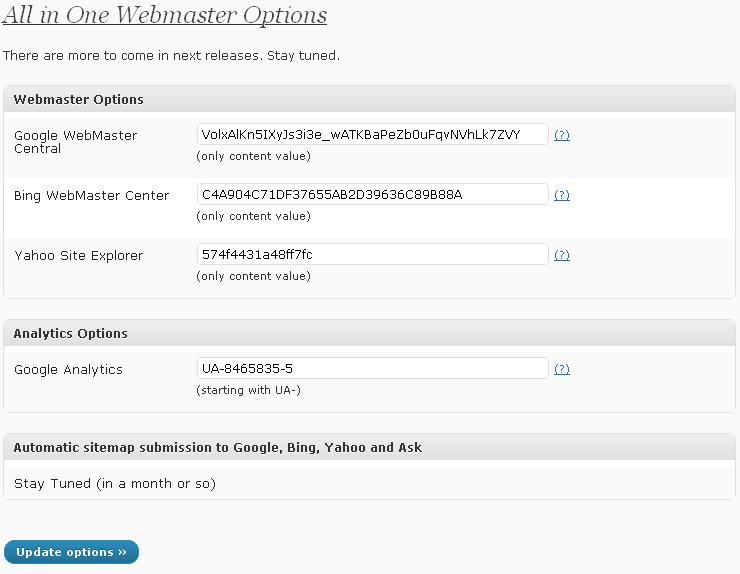 All in One Webmaster Options
There are more to come in next releases. Stay tuned.
Webmaster Options
Google WebMaster
Central
VolxAlKn5IXyJs3i3e_wATKBaPeZb0uFqvNVhLk7ZVY
(?)
(only content value)
Bing WebMaster Center
C4A904C71DF37655AB2D39636C89B88A
(?)
(only content value)
Yahoo Site Explorer
574f4431a48ff7fc
(?)
(only content value)
Analytics Options
Google Analytics
UA-8465835-5
(?)
(starting with UA-)
Automatic sitemap submission to Google, Bing, Yahoo and Ask
Stay Tuned (in a month or so)
Update options »